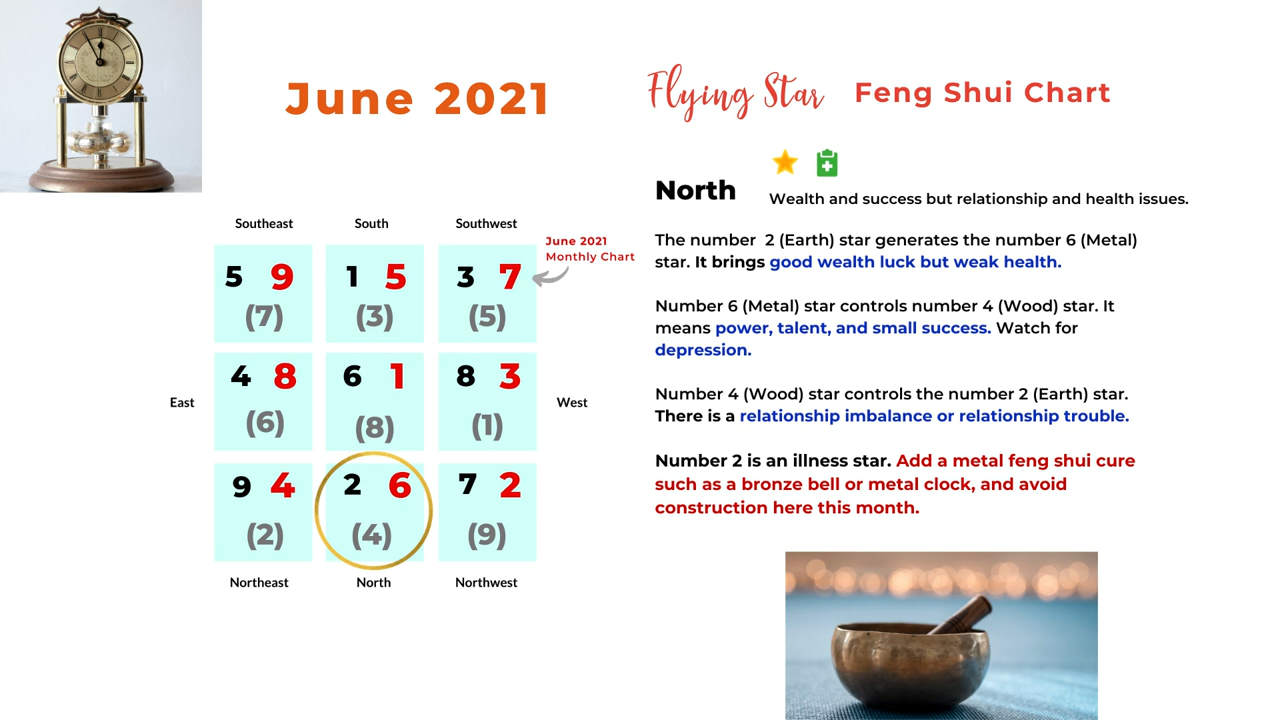 June 2021
Flying Star Feng Shui Chart
Southeast South Southwest
June 2021
Monthly Chart
5 9 1 5 3 7
(7) (3) (5)
East
4 8 6 1 8 3
(6) (8) (1)
West
9 4 2 6 7 2
(2) (4) (9)
Northeast North Northwest
North
Wealth and success but relationship and health issues.
The number 2 (Earth) star generates the number 6 (Metal)
star. It brings good wealth luck but weak health.
Number 6 (Metal) star controls number 4 (Wood) star. It
means power, talent, and small success. Watch for
depression.
Number 4 (Wood) star controls the number 2 (Earth) star.
There is a relationship imbalance or relationship trouble.
Number 2 is an illness star. Add a metal feng shui cure
such as a bronze bell or metal clock, and avoid
construction here this month.